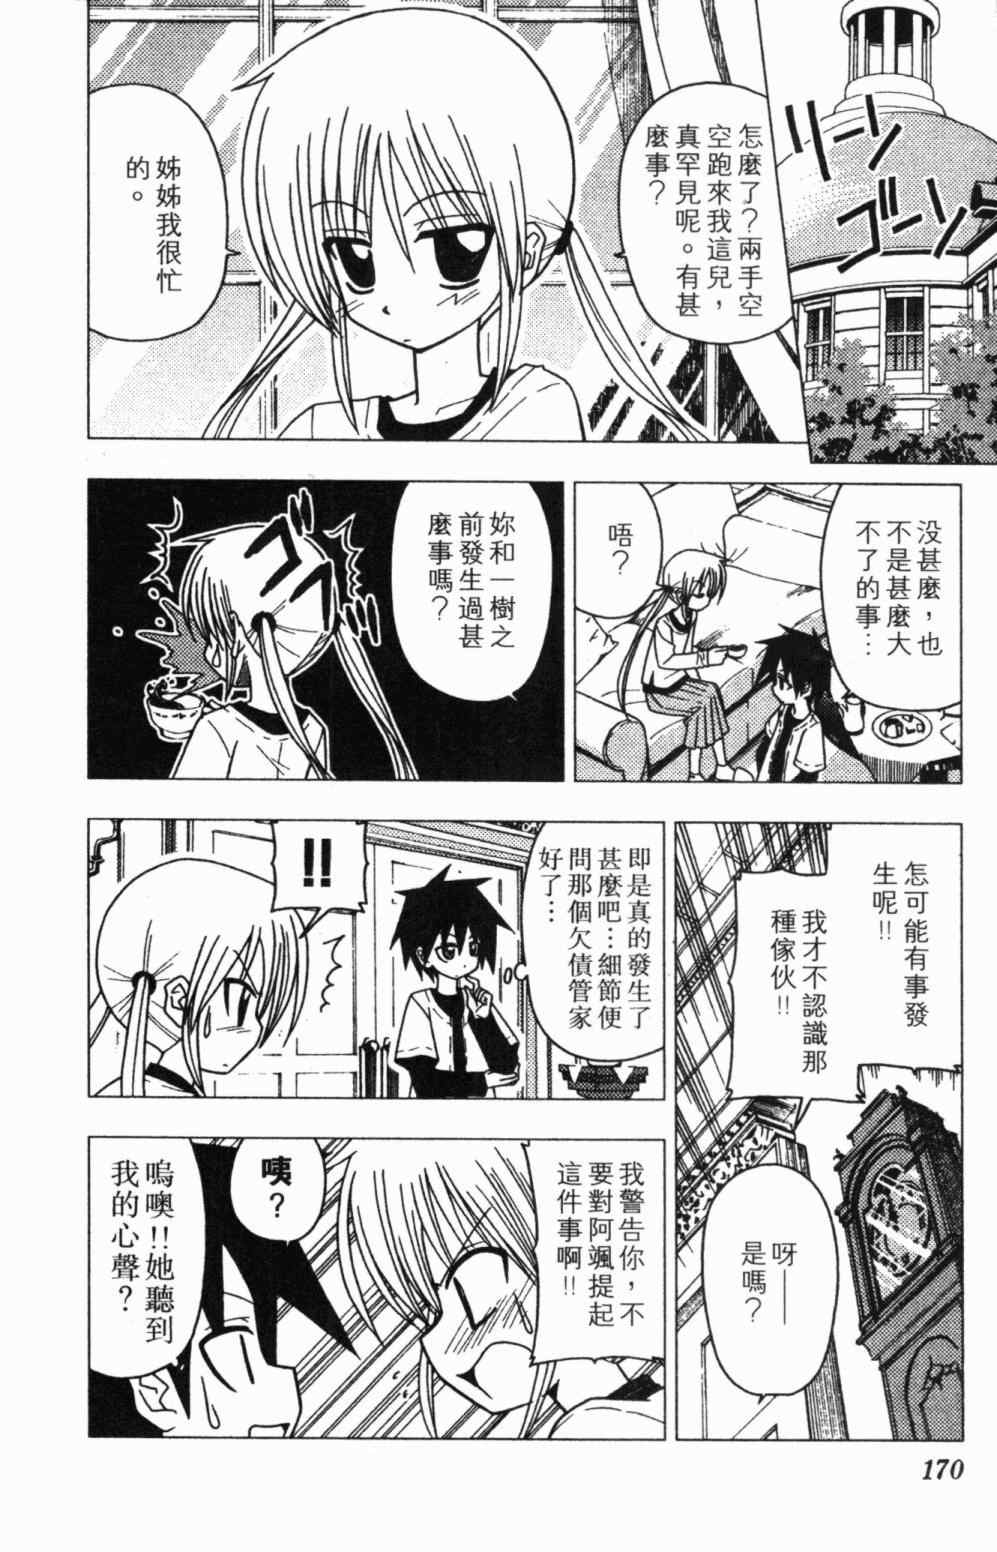 リーン
ゴーン
怎麼了？兩手空
空跑來我這兒，
真罕見呢。有甚
麼事？
姊姊我很忙
的。
没甚麼，也
不是甚麼大
不了的事…
唔？
妳和一樹之
前發生過甚
麼事嗎？
ブフゴ
怎可能有事發
生呢!!
我才不認識那
種傢伙!!
呀──
是嗎？
即是真的發生了
甚麼吧…細節便
問那個欠債管家
好了…
!!
我警告你，不
要對阿颯提起
這件事啊!!
咦？
嗚噢!!她聽到
我的心聲？
170